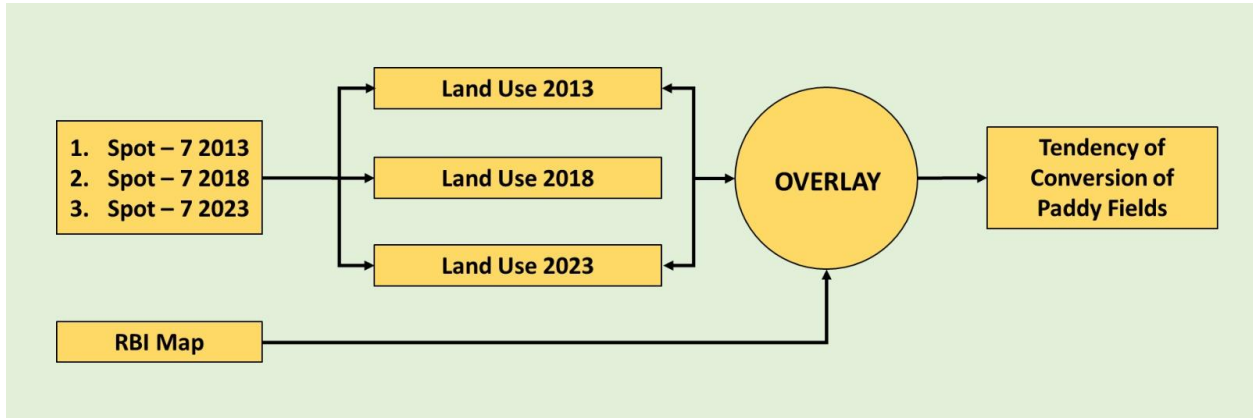 1. Spot – 7 2013
2. Spot – 7 2018
3. Spot – 7 2023
Land Use 2013
Land Use 2018
Land Use 2023
RBI Map
OVERLAY
Tendency of
Conversion of
Paddy Fields